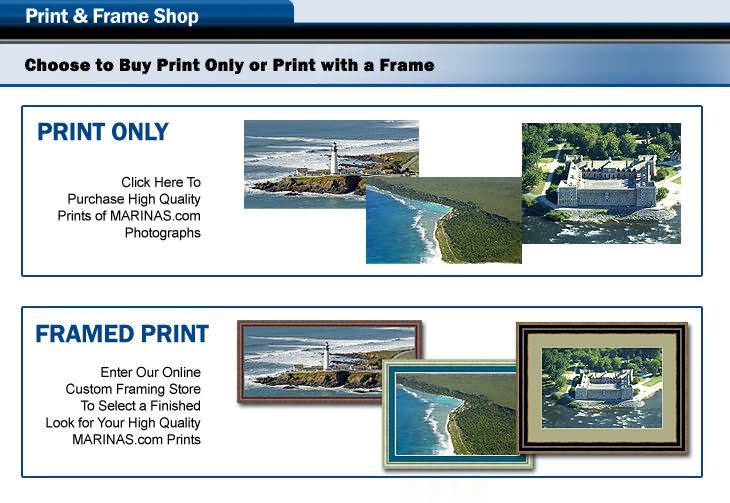 Print & Frame Shop
Choose to Buy Print Only or Print with a Frame
PRINT ONLY
Click Here To
Purchase High Quality
Prints of MARINAS.com
Photographs
FRAMED PRINT
Enter Our Online
Custom Framing Store
To Select a Finished
Look for Your High Quality
MARINAS.com Prints